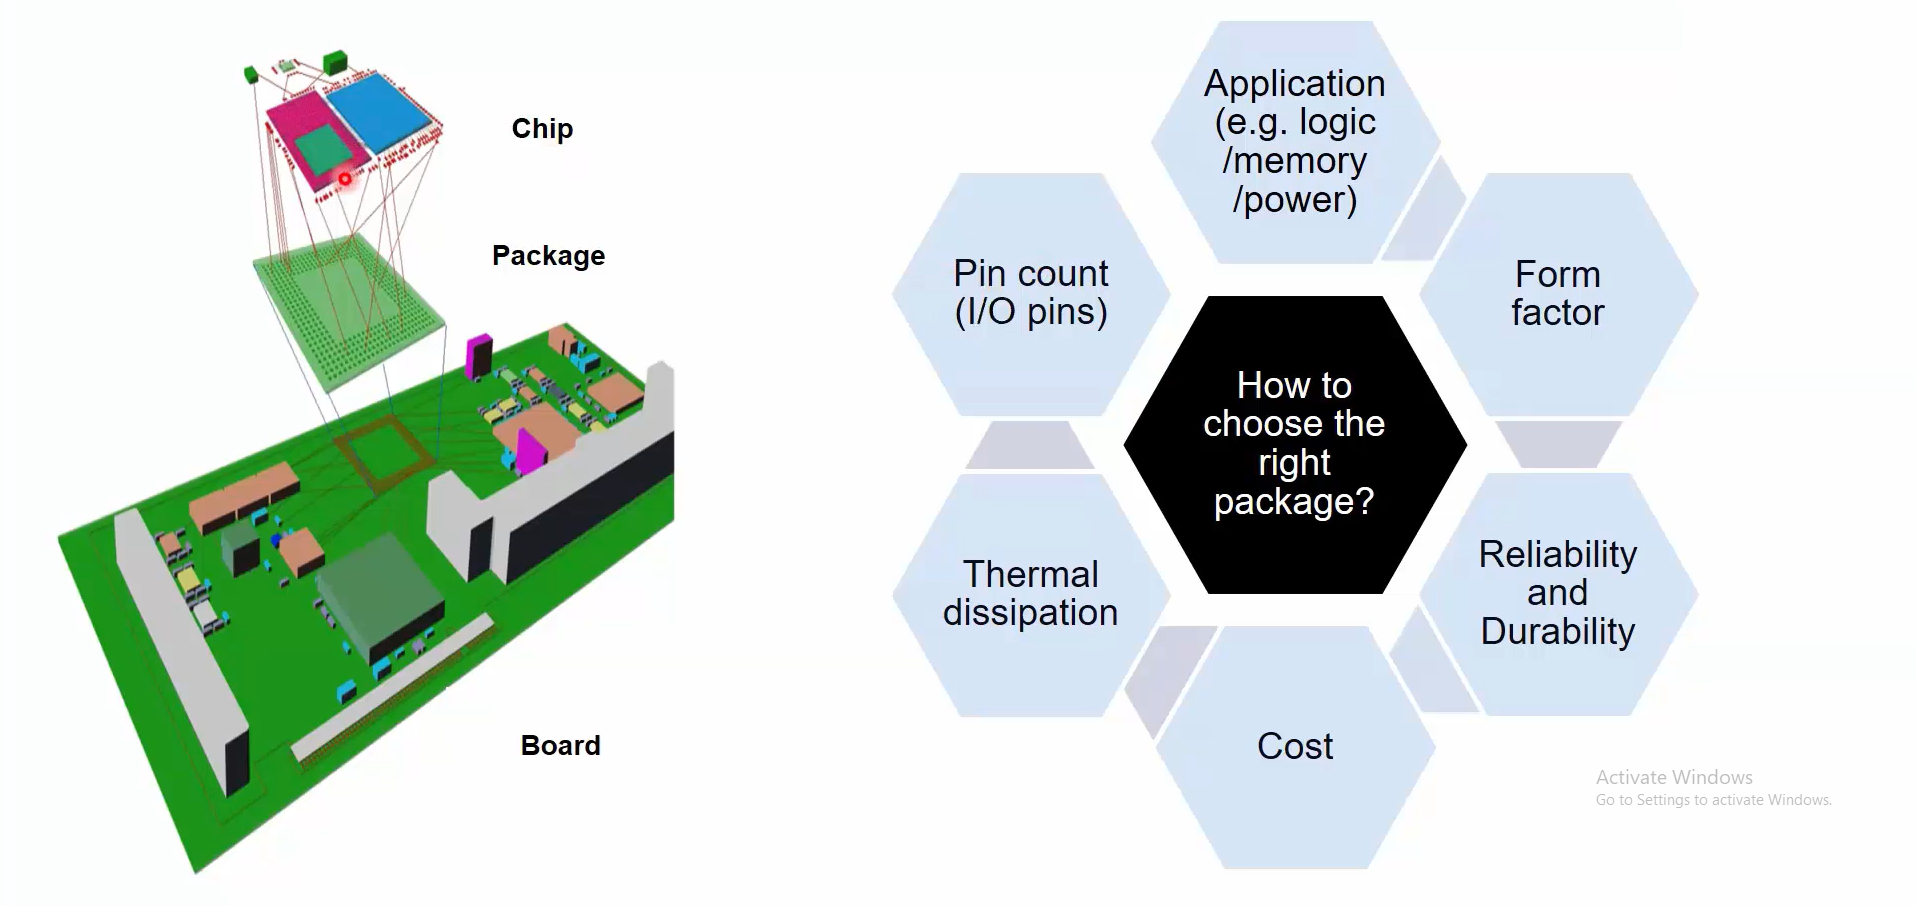 Chip
Package
Board
Application
(e.g. logic
/memory
/power)
Pin count
(I/O pins)
Form
factor
How to
choose the
right
package?
Thermal
dissipation
Reliability
and
Durability
Cost
Activate Windows
Go to Settings to activate Windows.